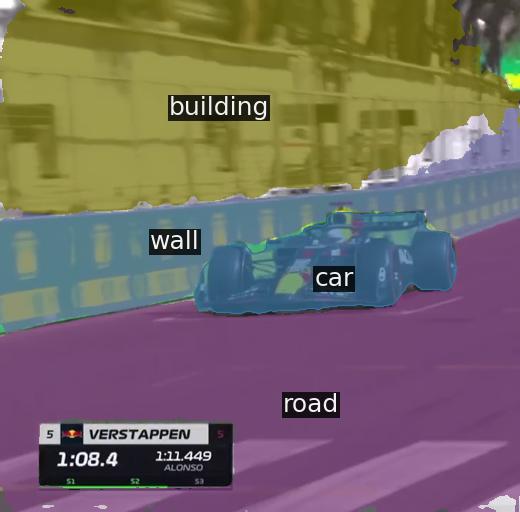 building
wall
car
road
5 VERSTAPPEN 5
1:08.4 1:11.449
ALONSO
S1 S2 S3